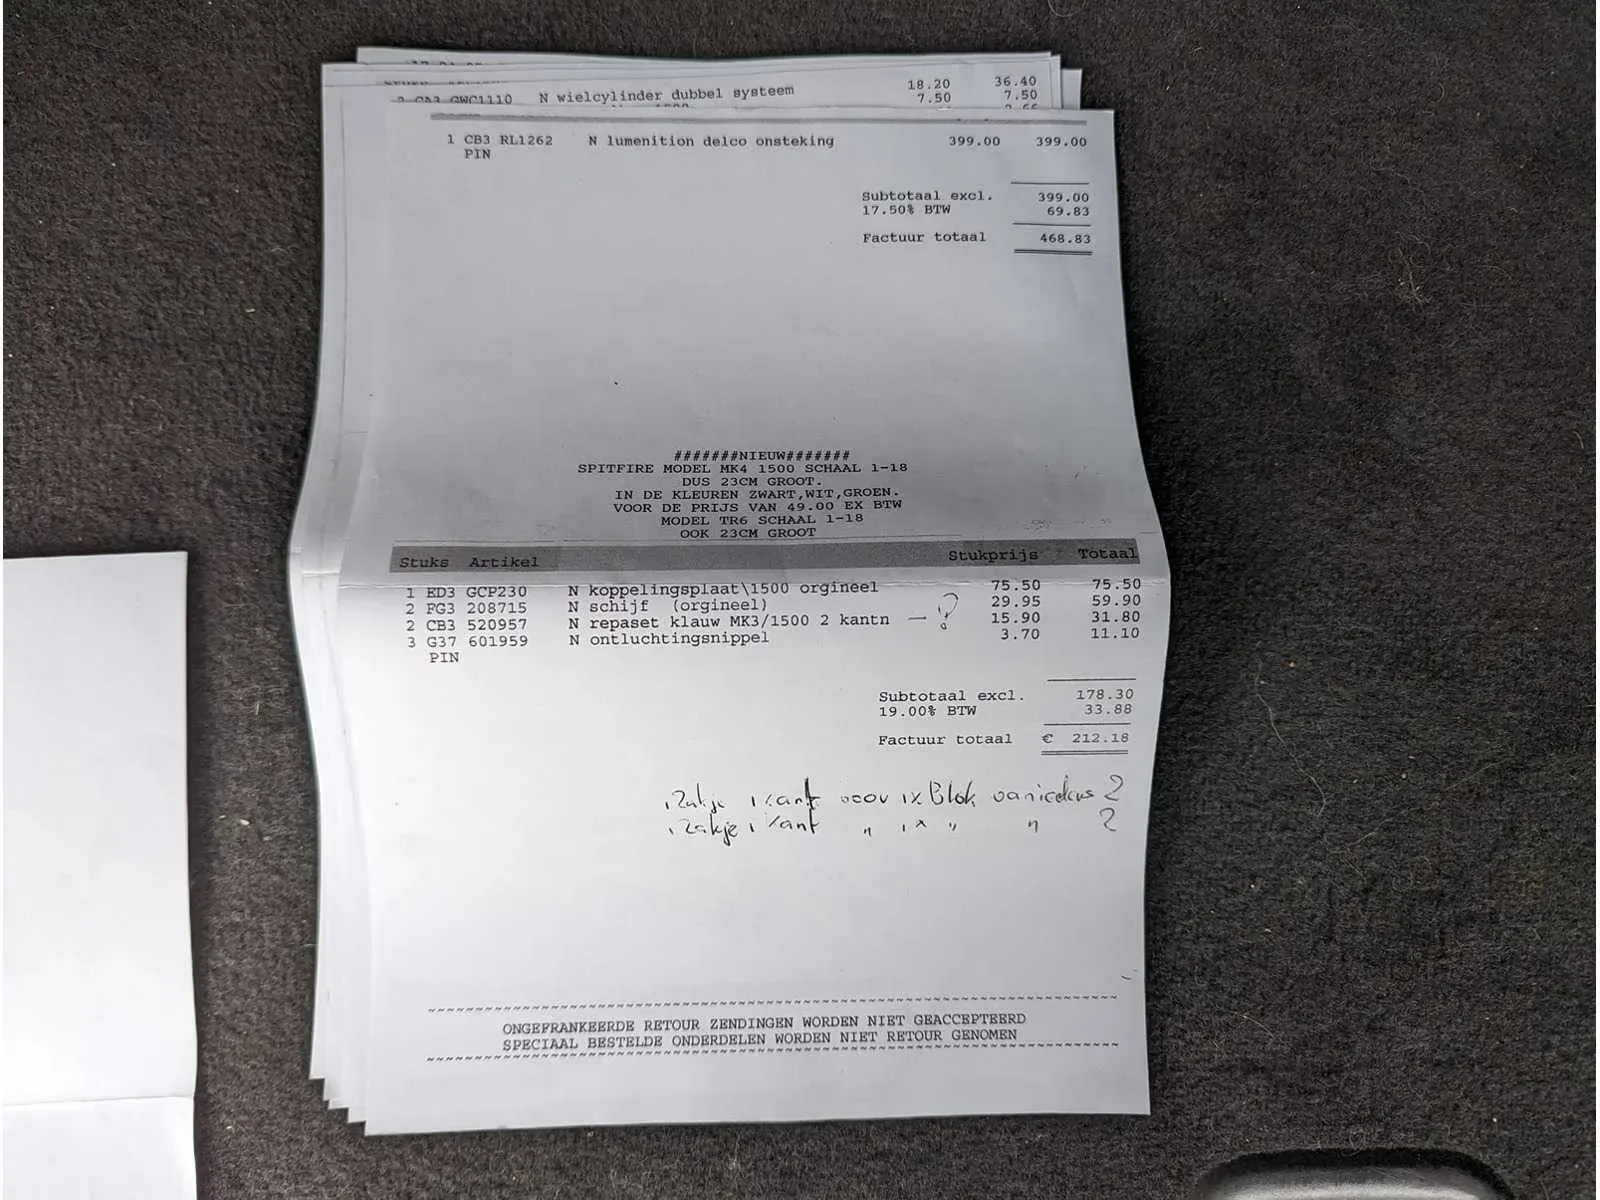 18.20 36.40
2 CA3 GWC1110 N wielcylinder dubbel systeem 7.50 7.50
1 CB3 RL1262 N lumenition delco onsteking 399.00 399.00
PIN
Subtotaal excl. 399.00
17.50% BTW 69.83
Factuur totaal 468.83
#######NIEUW#######
SPITFIRE MODEL MK4 1500 SCHAAL 1-18
DUS 23CM GROOT.
IN DE KLEUREN ZWART,WIT,GROEN.
VOOR DE PRIJS VAN 49.00 EX BTW
MODEL TR6 SCHAAL 1-18
OOK 23CM GROOT
Stuks Artikel Stukprijs Totaal
1 ED3 GCP230 N koppelingsplaat\1500 orgineel 75.50 75.50
2 FG3 208715 N schijf (orgineel) 29.95 59.90
2 CB3 520957 N repaset klauw MK3/1500 2 kantn — ? 15.90 31.80
3 G37 601959 N ontluchtingsnippel 3.70 11.10
PIN
Subtotaal excl. 178.30
19.00% BTW 33.88
Factuur totaal € 212.18
1 Zakje 1 kant voor 1x Blok 2
1 Zakje 1 kant " 1x " " 2
~~~~~~~~~~~~~~~~~~~~~~~~~~~~~~~~~~~~~~~~~~~~~~~~~~~~~~~~~~~~~~~~~~~~~~~~
ONGEFRANKEERDE RETOUR ZENDINGEN WORDEN NIET GEACCEPTEERD
SPECIAAL BESTELDE ONDERDELEN WORDEN NIET RETOUR GENOMEN
~~~~~~~~~~~~~~~~~~~~~~~~~~~~~~~~~~~~~~~~~~~~~~~~~~~~~~~~~~~~~~~~~~~~~~~~